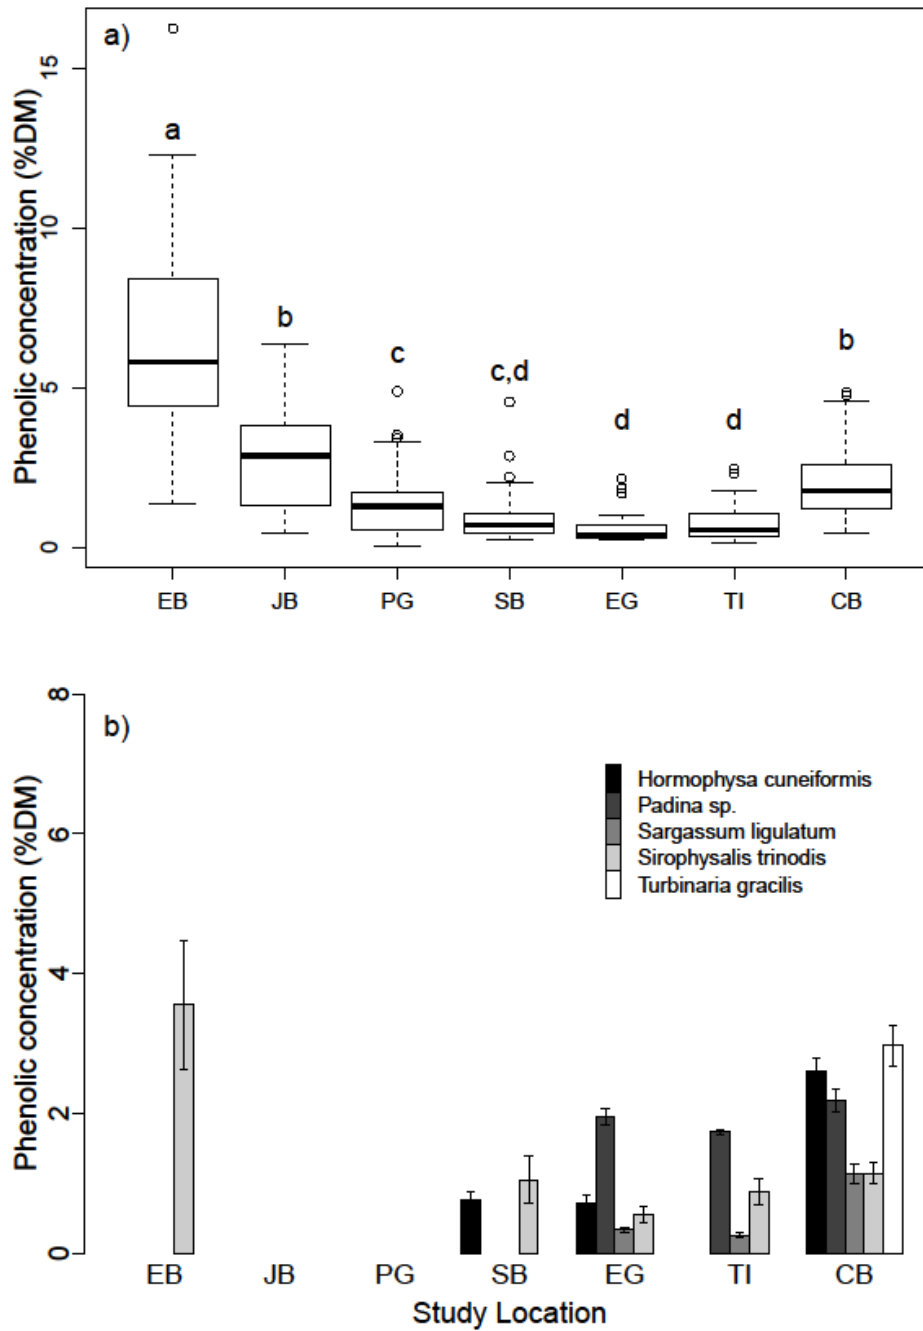 a)
Phenolic concentration (%DM)
15
10
5
0
a
b
c
c,d
d
d
b
EB JB PG SB EG TI CB
b)
Phenolic concentration (%DM)
8
6
4
2
0
Hormophysa cuneiformis
Padina sp.
Sargassum ligulatum
Sirophysalis trinodis
Turbinaria gracilis
EB JB PG SB EG TI CB
Study Location